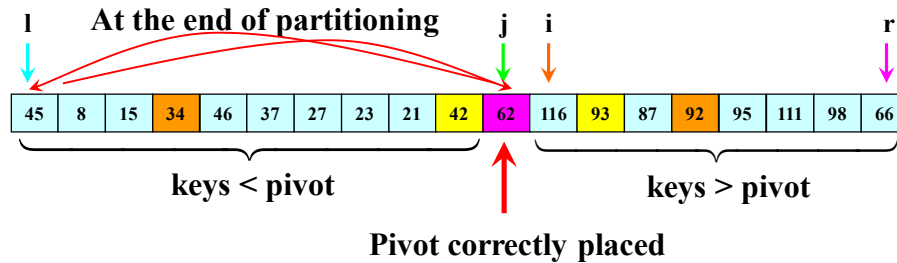 At the end of partitioning
l j i r
45 8 15 34 46 37 27 23 21 42 62 116 93 87 92 95 111 98 66
keys < pivot keys > pivot
Pivot correctly placed